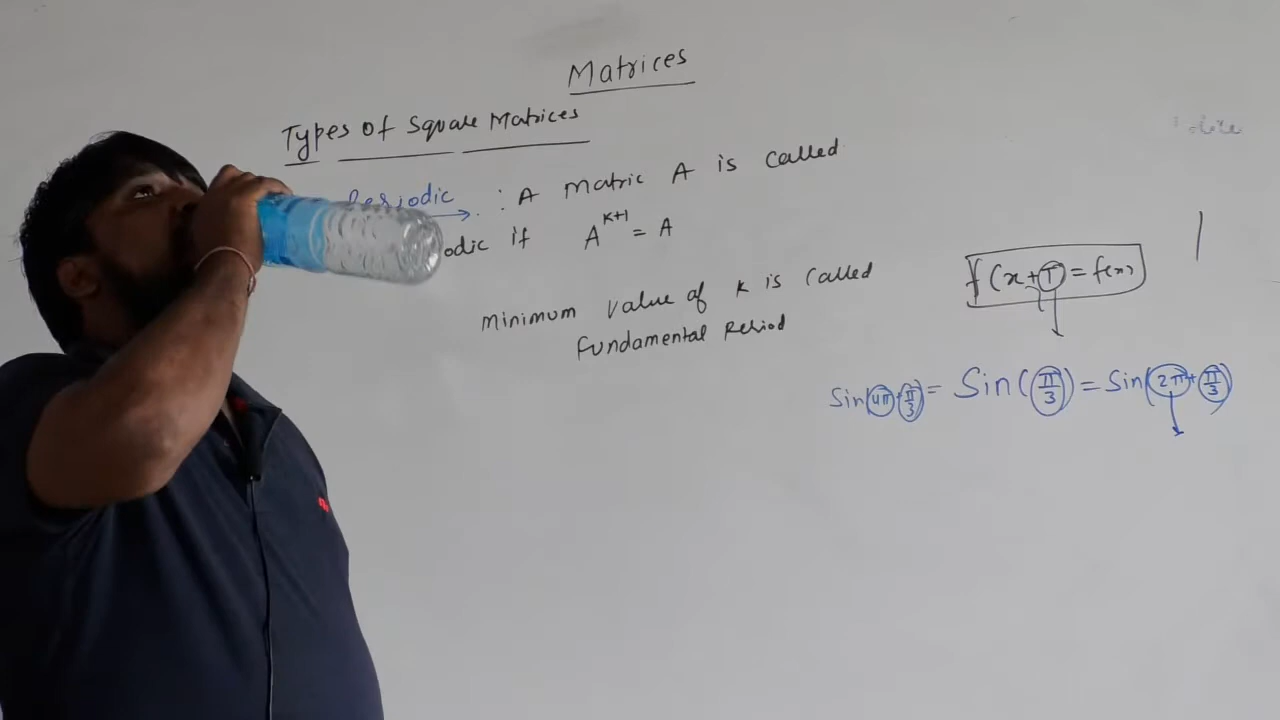 Matrices
Types of Square Matrices
Periodic : A Matric A is called
odic if A^{k+1} = A
minimum value of k is called
Fundamental Period
f(x+T) = f(x)
Sin(4π+π/3) = Sin(π/3) = Sin(2π+π/3)